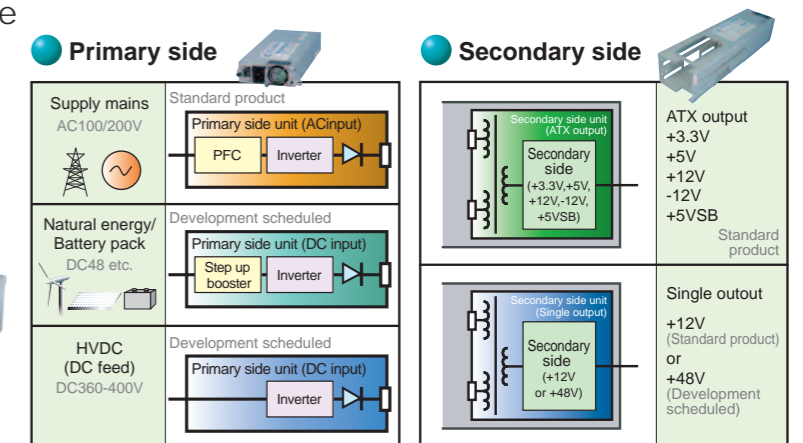 e
Primary side
Supply mains
AC100/200V
Standard product
Primary side unit (ACinput)
PFC
Inverter
Natural energy/
Battery pack
DC48 etc.
Development scheduled
Primary side unit (DC input)
Step up
booster
Inverter
HVDC
(DC feed)
DC360-400V
Development scheduled
Primary side unit (DC input)
Inverter
Secondary side
Secondary side unit
(ATX output)
Secondary
side
(+3.3V,+5V,
+12V,-12V,
+5VSB)
ATX output
+3.3V
+5V
+12V
-12V
+5VSB
Standard
product
Secondary side unit
(Single output)
Secondary
side
(+12V
or +48V)
Single outout
+12V
(Standard product)
or
+48V
(Development
scheduled)